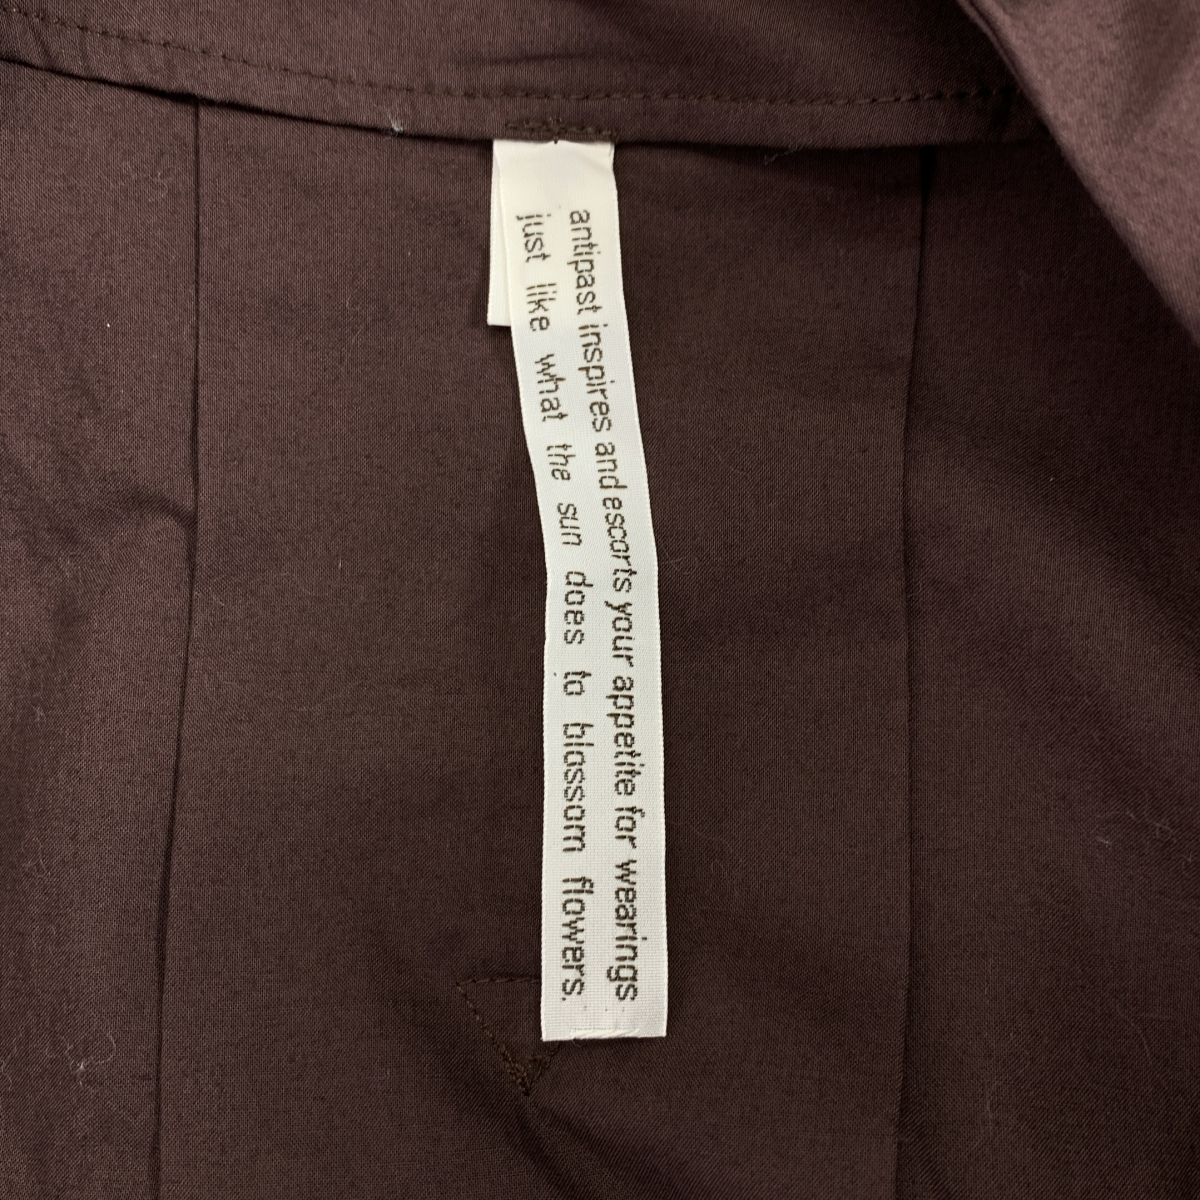 antipast inspires and escorts your appetite for wearings
just like what the sun does to blossom flowers.